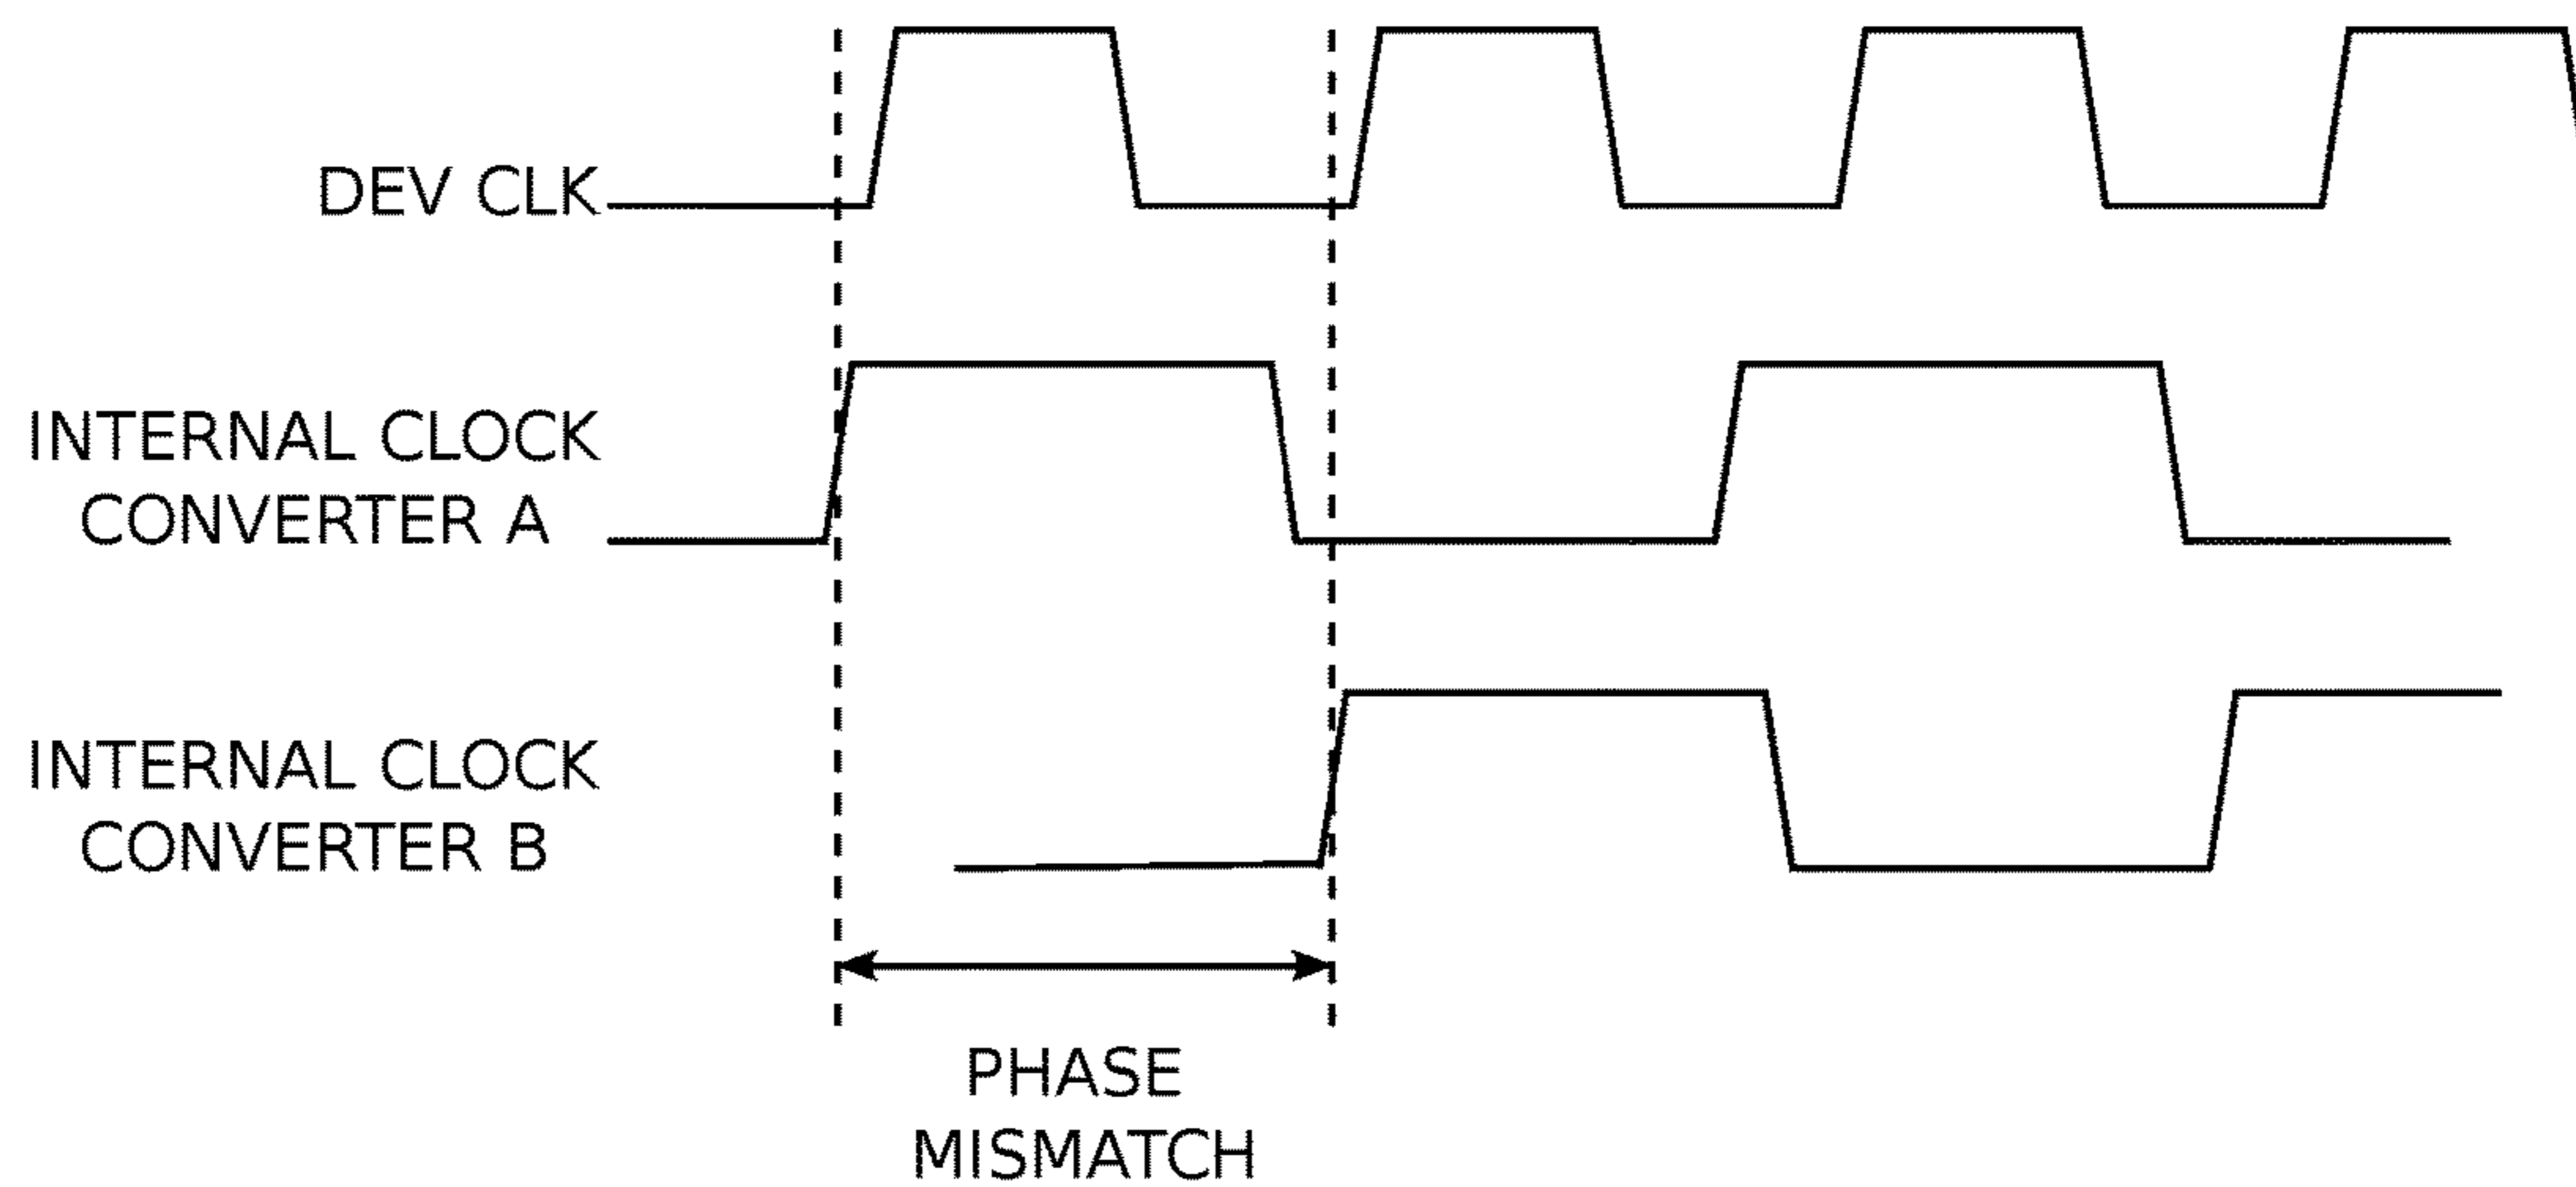 DEV CLK
INTERNAL CLOCK
CONVERTER A
INTERNAL CLOCK
CONVERTER B
PHASE
MISMATCH